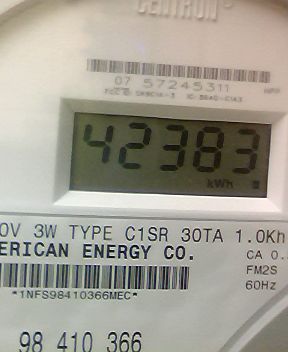 CENTRON®
07 57245311
42383
kWh
0V 3W TYPE C1SR 30TA 1.0Kh
ERICAN ENERGY CO. CA 0.
FM2S
*1NFS98410366MEC* 60Hz
98 410 366